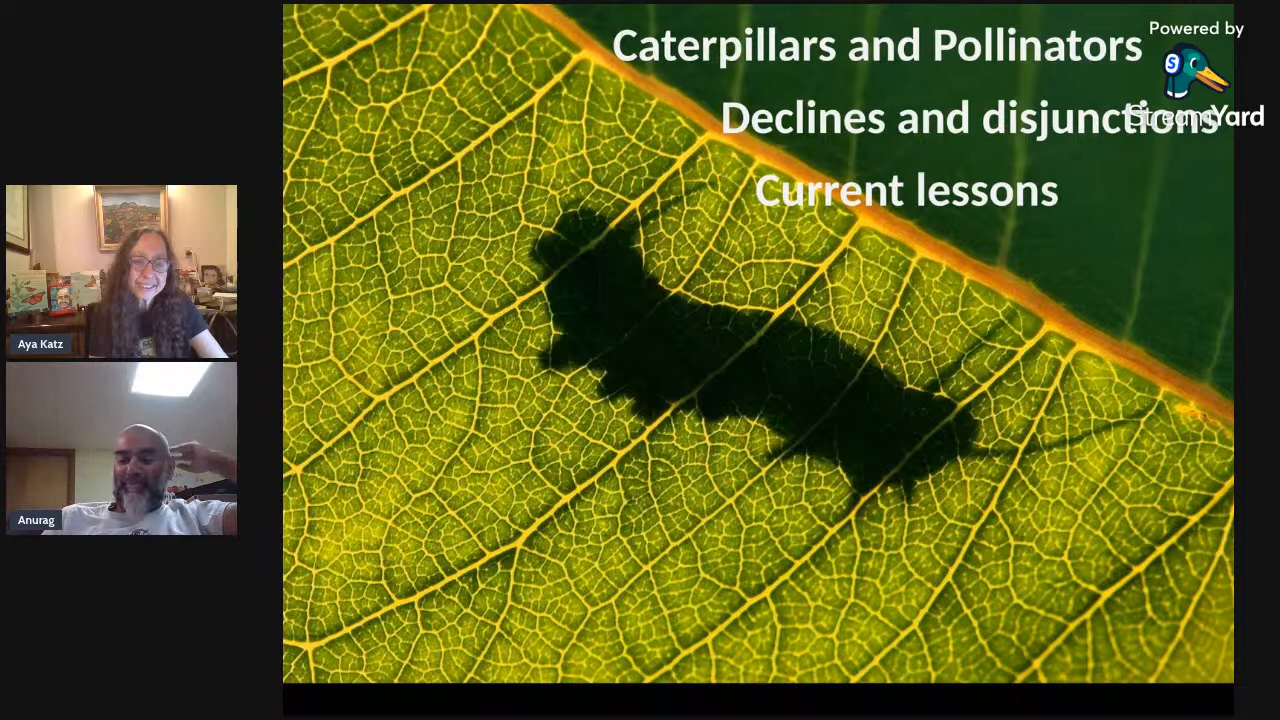 Caterpillars and Pollinators
Powered by
S
Declines and disjunctions
StreamYard
Current lessons
Aya Katz
Anurag